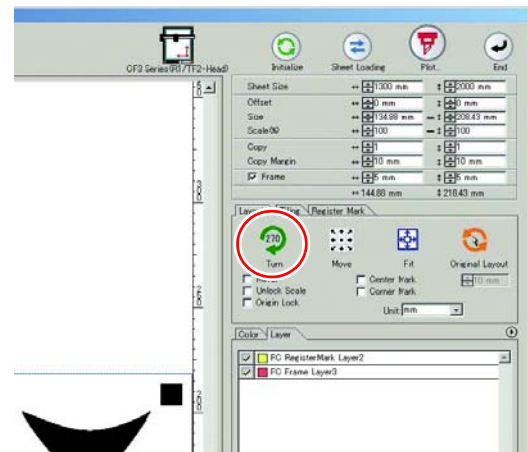 CF3 Series(R1/TF2-Head)
Initialize
Sheet Loading
Plot..
End
Sheet Size ↔ 1300 mm ↕ 2000 mm
Offset ↔ 0 mm ↕ 0 mm
Size ↔ 134.88 mm ↕ 208.43 mm
Scale(%) ↔ 100 ↕ 100
Copy ↔ 1 ↕ 1
Copy Margin ↔ 10 mm ↕ 10 mm
Frame ↔ 5 mm ↕ 5 mm
↔ 144.88 mm ↕ 218.43 mm
Tiling Register Mark
270
Turn Move Fit Original Layout
Center Mark 10 mm
Unlock Scale Corner Mark
Origin Lock
Unit: mm
Color Layer
FC RegisterMark Layer2
FC Frame Layer3